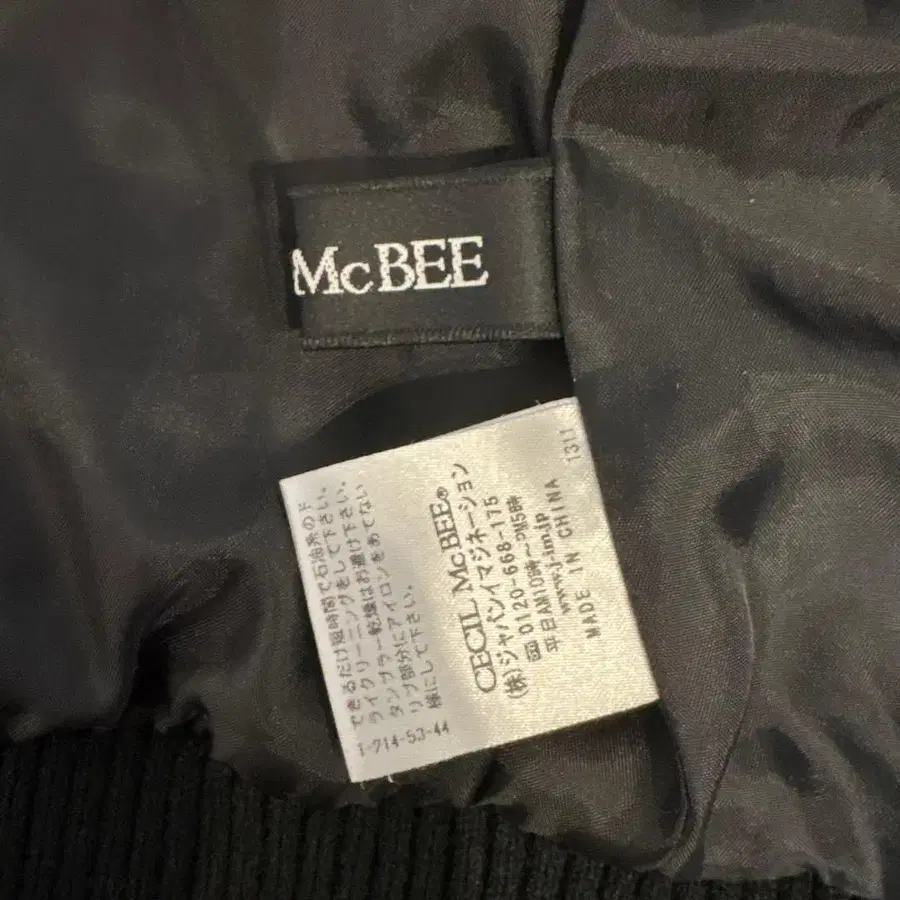 McBEE
できるだけ短時間で石油系のド
ライクリーニングをして下さい。
タンブラー乾燥はお避け下さい。
リブ部分にアイロンをあてない
様にして下さい。
1-714-53-44
CECIL McBEE®
(株)ジャパンイマジネーション
0120-668-175
平日AM10時～PM5時
www.j-im.jp
MADE IN CHINA
1311